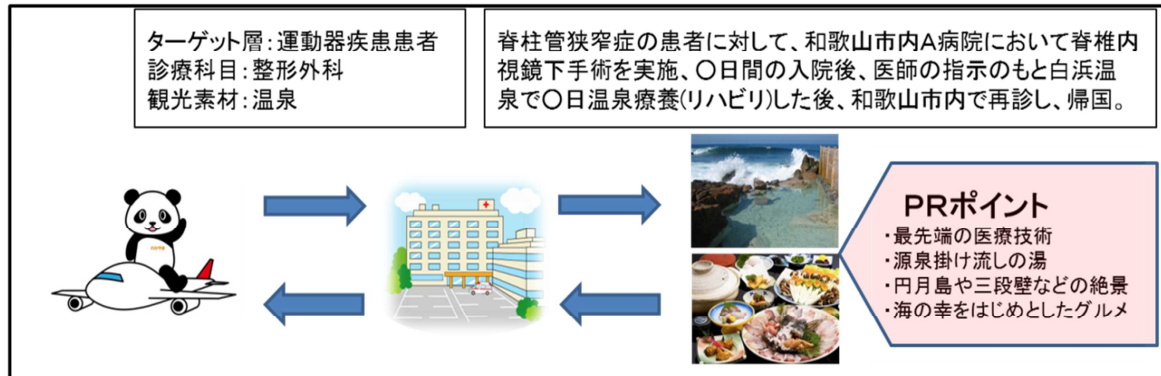 ターゲット層:運動器疾患患者
診療科目:整形外科
観光素材:温泉
脊柱管狭窄症の患者に対して、和歌山市内A病院において脊椎内
視鏡下手術を実施、〇日間の入院後、医師の指示のもと白浜温
泉で〇日温泉療養(リハビリ)した後、和歌山市内で再診し、帰国。
PRポイント
・最先端の医療技術
・源泉掛け流しの湯
・円月島や三段壁などの絶景
・海の幸をはじめとしたグルメ